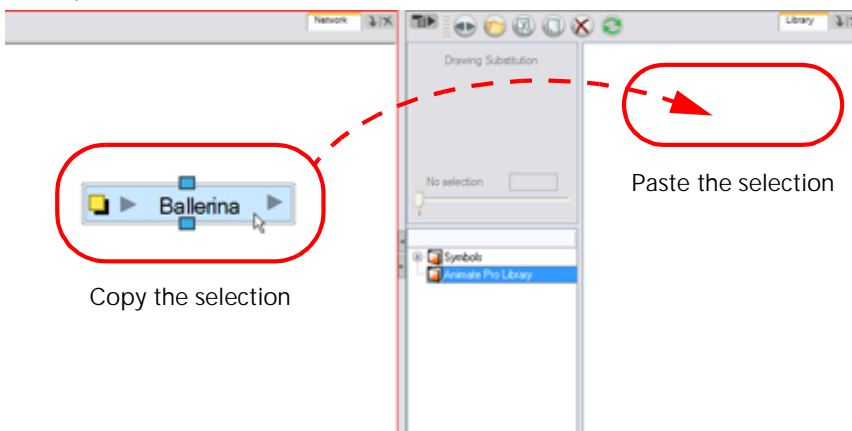 Network
Library
Drawing Substitution
No selection
Ballerina
Paste the selection
Symbols
Animate Pro Library
Copy the selection